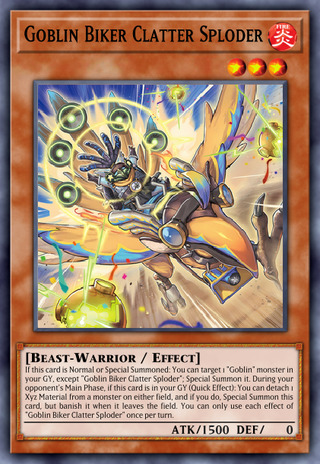 Goblin Biker Clatter Sploder
FIRE
炎
[Beast-Warrior / Effect]
If this card is Normal or Special Summoned: You can target 1 "Goblin" monster in
your GY, except "Goblin Biker Clatter Sploder"; Special Summon it. During your
opponent's Main Phase, if this card is in your GY (Quick Effect): You can detach 1
Xyz Material from a monster on either field, and if you do, Special Summon this
card, but banish it when it leaves the field. You can only use each effect of
"Goblin Biker Clatter Sploder" once per turn.
ATK/1500 DEF/ 0